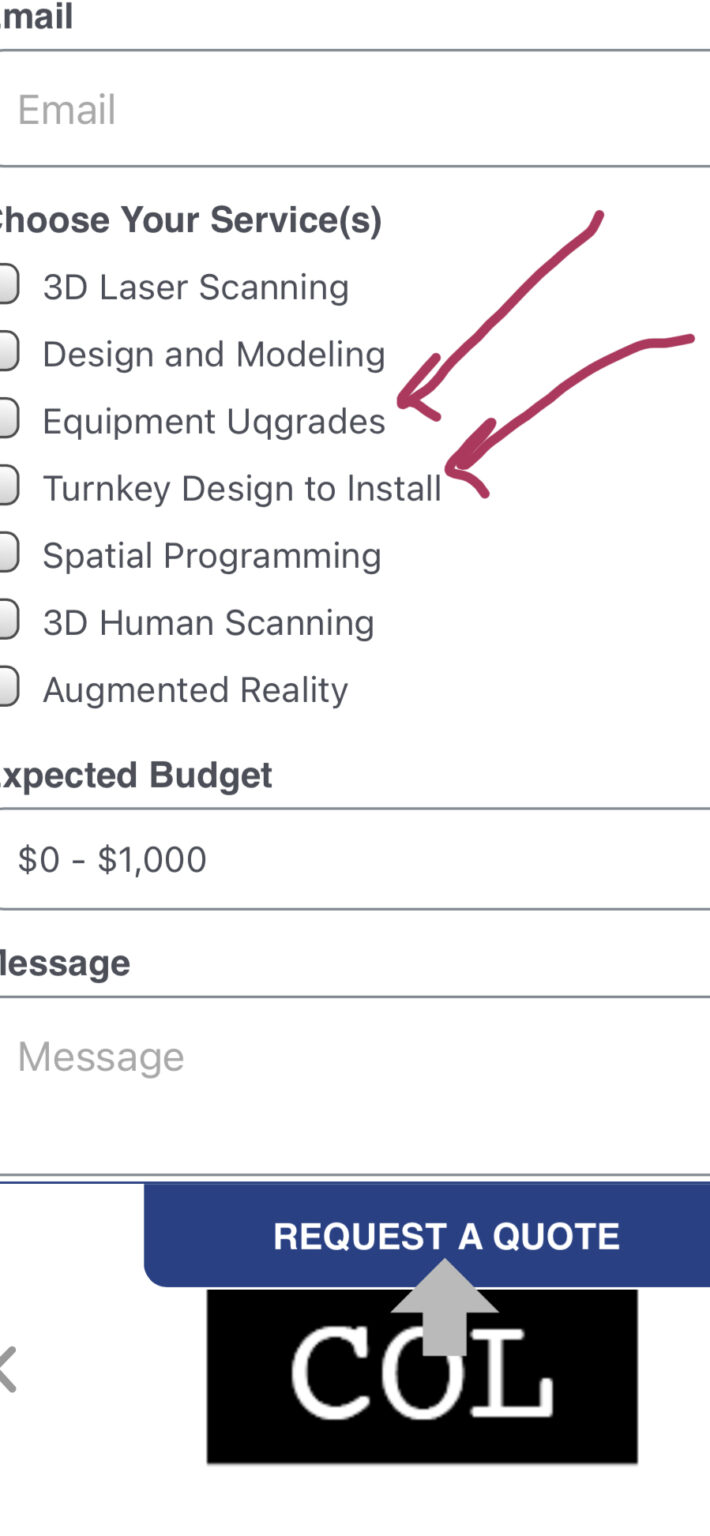 mail
Email
hoose Your Service(s)
3D Laser Scanning
Design and Modeling
Equipment Uqgrades
Turnkey Design to Install
Spatial Programming
3D Human Scanning
Augmented Reality
xpected Budget
$0 - $1,000
essage
Message
REQUEST A QUOTE
COL